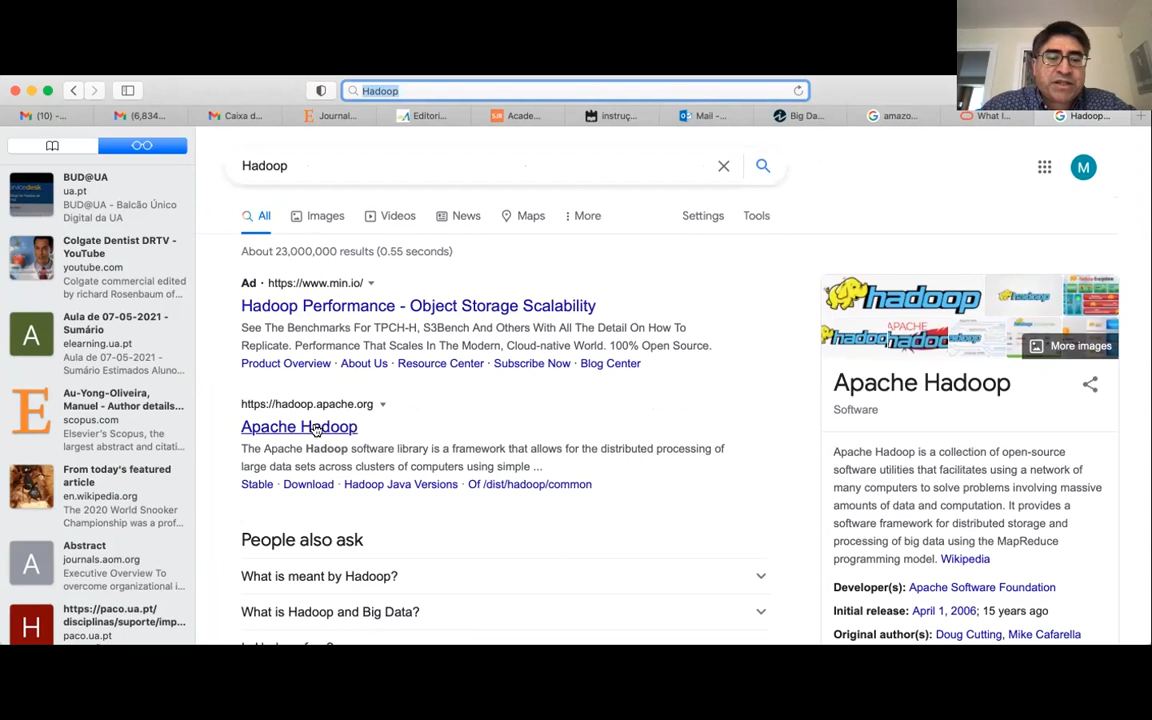 Hadoop
(10) -...
(6,834...
Caixa d...
Journal...
Editori...
SJR Acade...
instruç...
Mail -...
Big Da...
amazo...
What I...
Hadoop...
BUD@UA
ua.pt
BUD@UA - Balcão Único
Digital da UA
Colgate Dentist DRTV -
YouTube
youtube.com
Colgate commercial edited
by richard Rosenbaum of...
A
Aula de 07-05-2021 -
Sumário
elearning.ua.pt
Aula de 07-05-2021 -
Sumário Estimados Aluno...
E
Au-Yong-Oliveira,
Manuel - Author details...
scopus.com
Elsevier's Scopus, the
largest abstract and citati...
From today's featured
article
en.wikipedia.org
The 2020 World Snooker
Championship was a prof...
A
Abstract
journals.aom.org
Executive Overview To
overcome organizational i...
H
https://paco.ua.pt/
disciplinas/suporte/imp...
paco.ua.pt
Hadoop
M
All Images Videos News Maps More Settings Tools
About 23,000,000 results (0.55 seconds)
Ad · https://www.min.io/
Hadoop Performance - Object Storage Scalability
See The Benchmarks For TPCH-H, S3Bench And Others With All The Detail On How To
Replicate. Performance That Scales In The Modern, Cloud-native World. 100% Open Source.
Product Overview · About Us · Resource Center · Subscribe Now · Blog Center
https://hadoop.apache.org
Apache Hadoop
The Apache Hadoop software library is a framework that allows for the distributed processing of
large data sets across clusters of computers using simple ...
Stable · Download · Hadoop Java Versions · Of /dist/hadoop/common
People also ask
What is meant by Hadoop?
What is Hadoop and Big Data?
hadoop
hadoop
APACHE
hadoop
More images
Apache Hadoop
Software
Apache Hadoop is a collection of open-source
software utilities that facilitates using a network of
many computers to solve problems involving massive
amounts of data and computation. It provides a
software framework for distributed storage and
processing of big data using the MapReduce
programming model. Wikipedia
Developer(s): Apache Software Foundation
Initial release: April 1, 2006; 15 years ago
Original author(s): Doug Cutting, Mike Cafarella